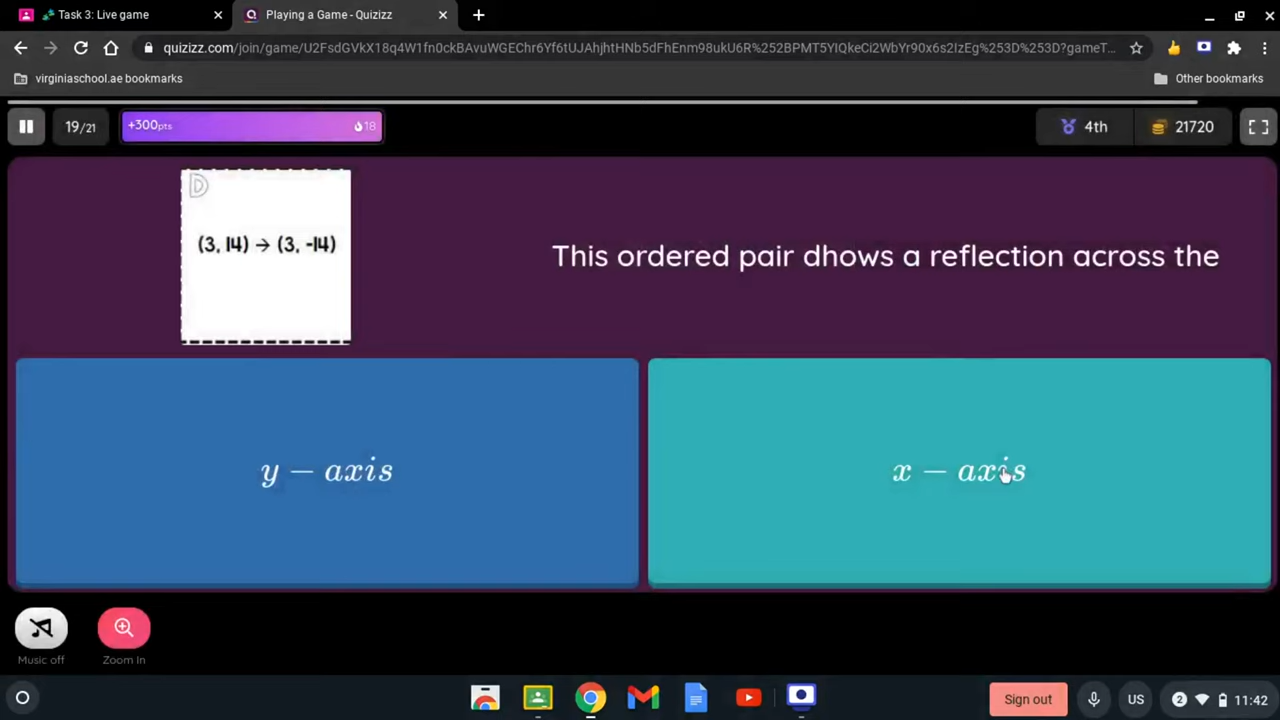 Task 3: Live game
Playing a Game - Quizizz
quizizz.com/join/game/U2FsdGVkX18q4W1fn0ckBAvuWGEChr6Yf6tUJAhjhtHNb5dFhEnm98ukU6R%252BPMT5YIQkeCi2WbYr90x6s2IzEg%253D%253D?gameT...
virginiaschool.ae bookmarks
Other bookmarks
19/21
+300pts
18
4th
21720
D
(3, 14) → (3, -14)
This ordered pair dhows a reflection across the
y – axis
x – axis
Music off
Zoom In
Sign out
US
2
11:42